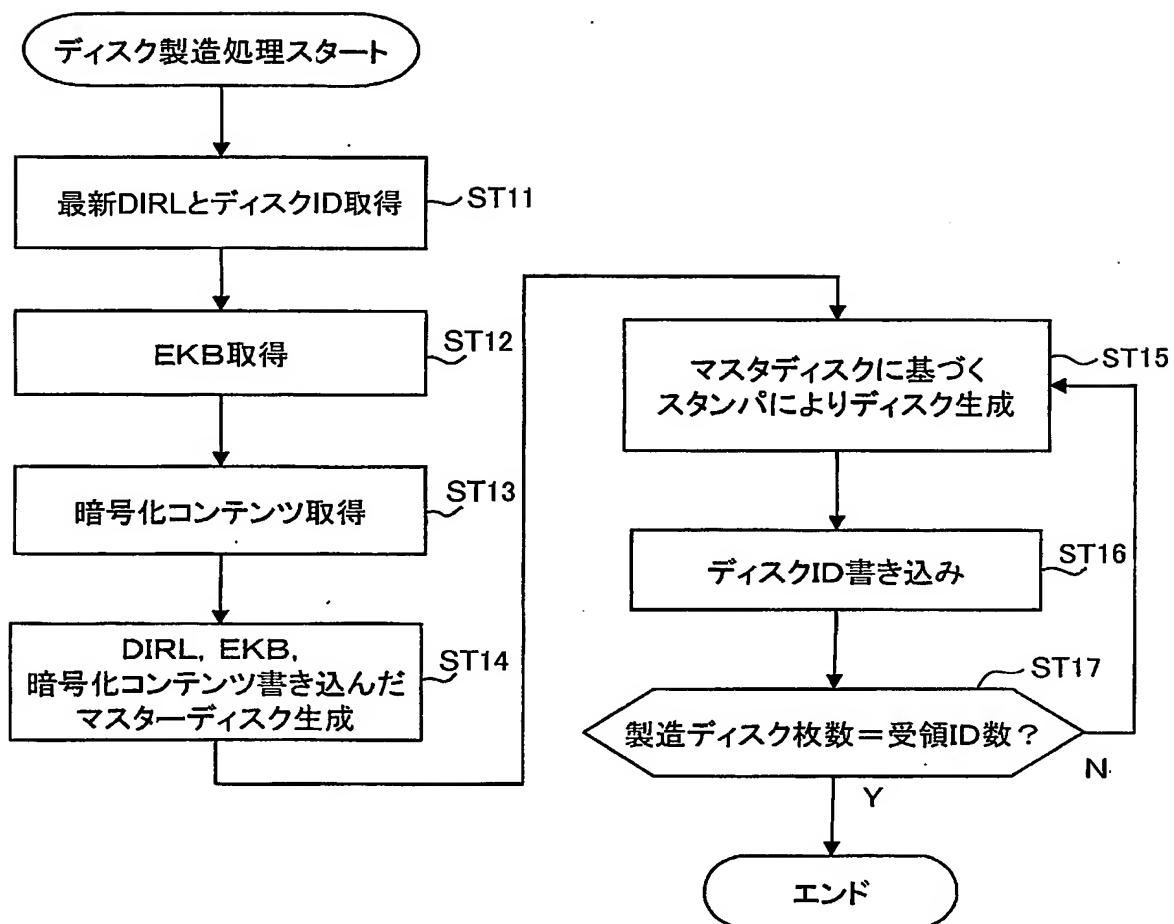 ディスク製造処理スタート
最新DIRLとディスクID取得
ST11
EKB取得
ST12
暗号化コンテンツ取得
ST13
DIRL, EKB,
暗号化コンテンツ書き込んだ
マスターディスク生成
ST14
マスタディスクに基づく
スタンパによりディスク生成
ST15
ディスクID書き込み
ST16
製造ディスク枚数=受領ID数?
ST17
N
Y
エンド